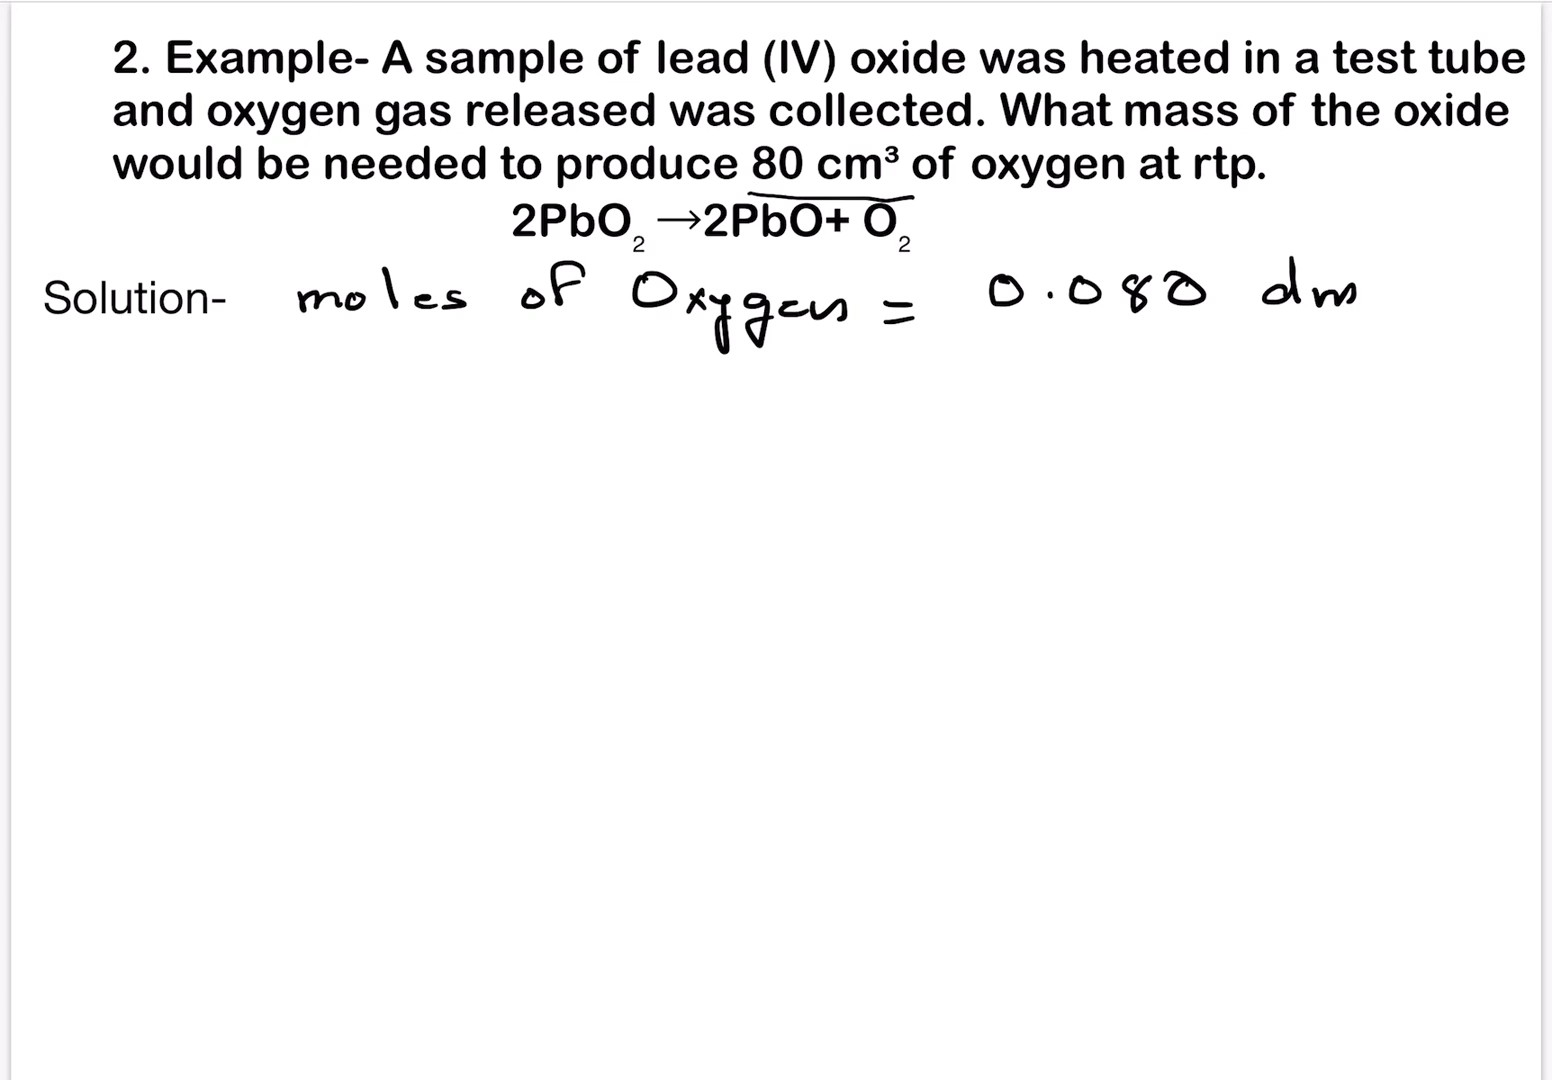 2. Example- A sample of lead (IV) oxide was heated in a test tube
and oxygen gas released was collected. What mass of the oxide
would be needed to produce 80 cm³ of oxygen at rtp.
2PbO₂ →2PbO+ O₂
Solution- moles of Oxygen = 0.080 dm